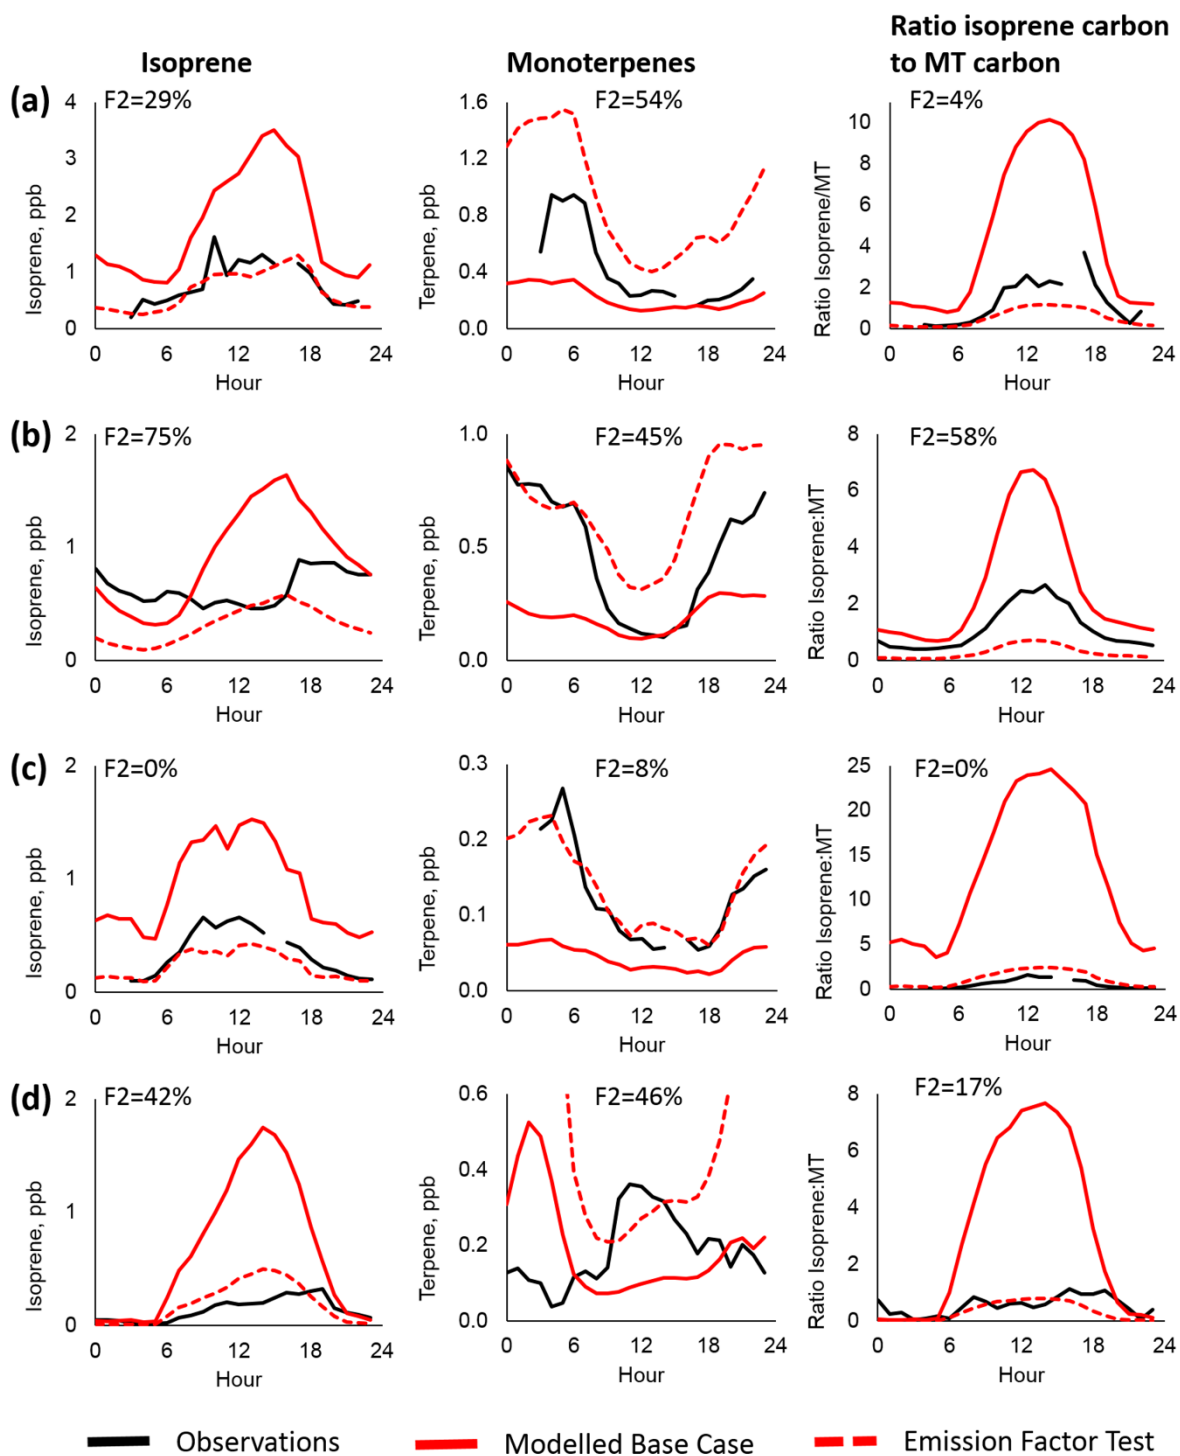 Isoprene
Monoterpenes
Ratio isoprene carbon
to MT carbon
(a)
F2=29%
4
3
2
1
0
Isoprene, ppb
0 6 12 18 24
Hour
F2=54%
1.6
1.2
0.8
0.4
0.0
Terpene, ppb
0 6 12 18 24
Hour
F2=4%
10
8
6
4
2
0
Ratio Isoprene/MT
0 6 12 18 24
Hour
(b)
F2=75%
2
1
0
Isoprene, ppb
0 6 12 18 24
Hour
F2=45%
1.0
0.5
0.0
Terpene, ppb
0 6 12 18 24
Hour
F2=58%
8
6
4
2
0
Ratio Isoprene:MT
0 6 12 18 24
Hour
(c)
F2=0%
2
1
0
Isoprene, ppb
0 6 12 18 24
Hour
F2=8%
0.3
0.2
0.1
0.0
Terpene, ppb
0 6 12 18 24
Hour
F2=0%
25
20
15
10
5
0
Ratio Isoprene:MT
0 6 12 18 24
Hour
(d)
F2=42%
2
1
0
Isoprene, ppb
0 6 12 18 24
Hour
F2=46%
0.6
0.4
0.2
0.0
Terpene, ppb
0 6 12 18 24
Hour
F2=17%
8
6
4
2
0
Ratio Isoprene:MT
0 6 12 18 24
Hour
Observations
Modelled Base Case
Emission Factor Test